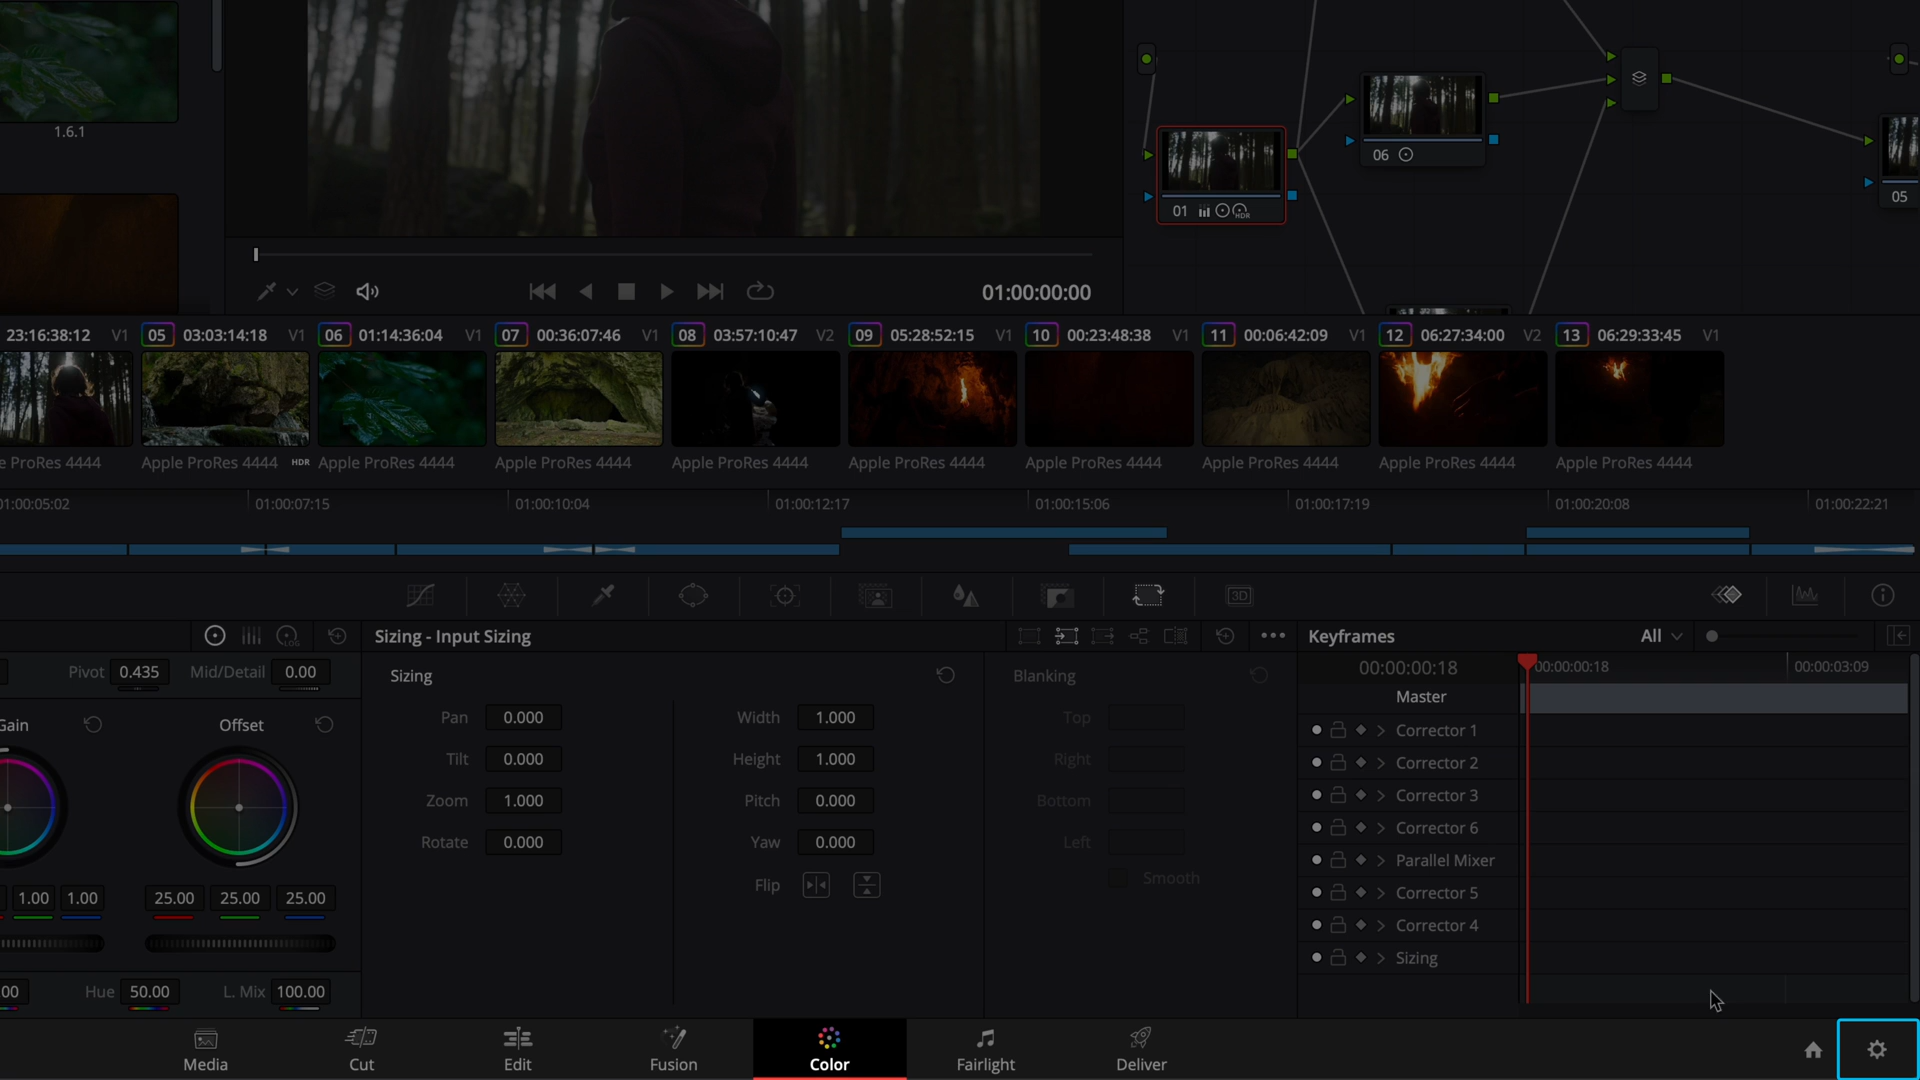 1.6.1
06
01
HDR
05
01:00:00:00
23:16:38:12 V1
05 03:03:14:18 V1
06 01:14:36:04 V1
07 00:36:07:46 V1
08 03:57:10:47 V2
09 05:28:52:15 V1
10 00:23:48:38 V1
11 00:06:42:09 V1
12 06:27:34:00 V2
13 06:29:33:45 V1
e ProRes 4444
Apple ProRes 4444 HDR
Apple ProRes 4444
Apple ProRes 4444
Apple ProRes 4444
Apple ProRes 4444
Apple ProRes 4444
Apple ProRes 4444
Apple ProRes 4444
Apple ProRes 4444
01:00:05:02 01:00:07:15 01:00:10:04 01:00:12:17 01:00:15:06 01:00:17:19 01:00:20:08 01:00:22:21
3D
LOG
Pivot 0.435 Mid/Detail 0.00
Gain Offset
1.00 1.00 25.00 25.00 25.00
00 Hue 50.00 L. Mix 100.00
Sizing - Input Sizing
Sizing
Pan 0.000
Tilt 0.000
Zoom 1.000
Rotate 0.000
Width 1.000
Height 1.000
Pitch 0.000
Yaw 0.000
Flip
Blanking
Top
Right
Bottom
Left
Smooth
Keyframes All
00:00:00:18 00:00:00:18 00:00:03:09
Master
Corrector 1
Corrector 2
Corrector 3
Corrector 6
Parallel Mixer
Corrector 5
Corrector 4
Sizing
Media Cut Edit Fusion Color Fairlight Deliver